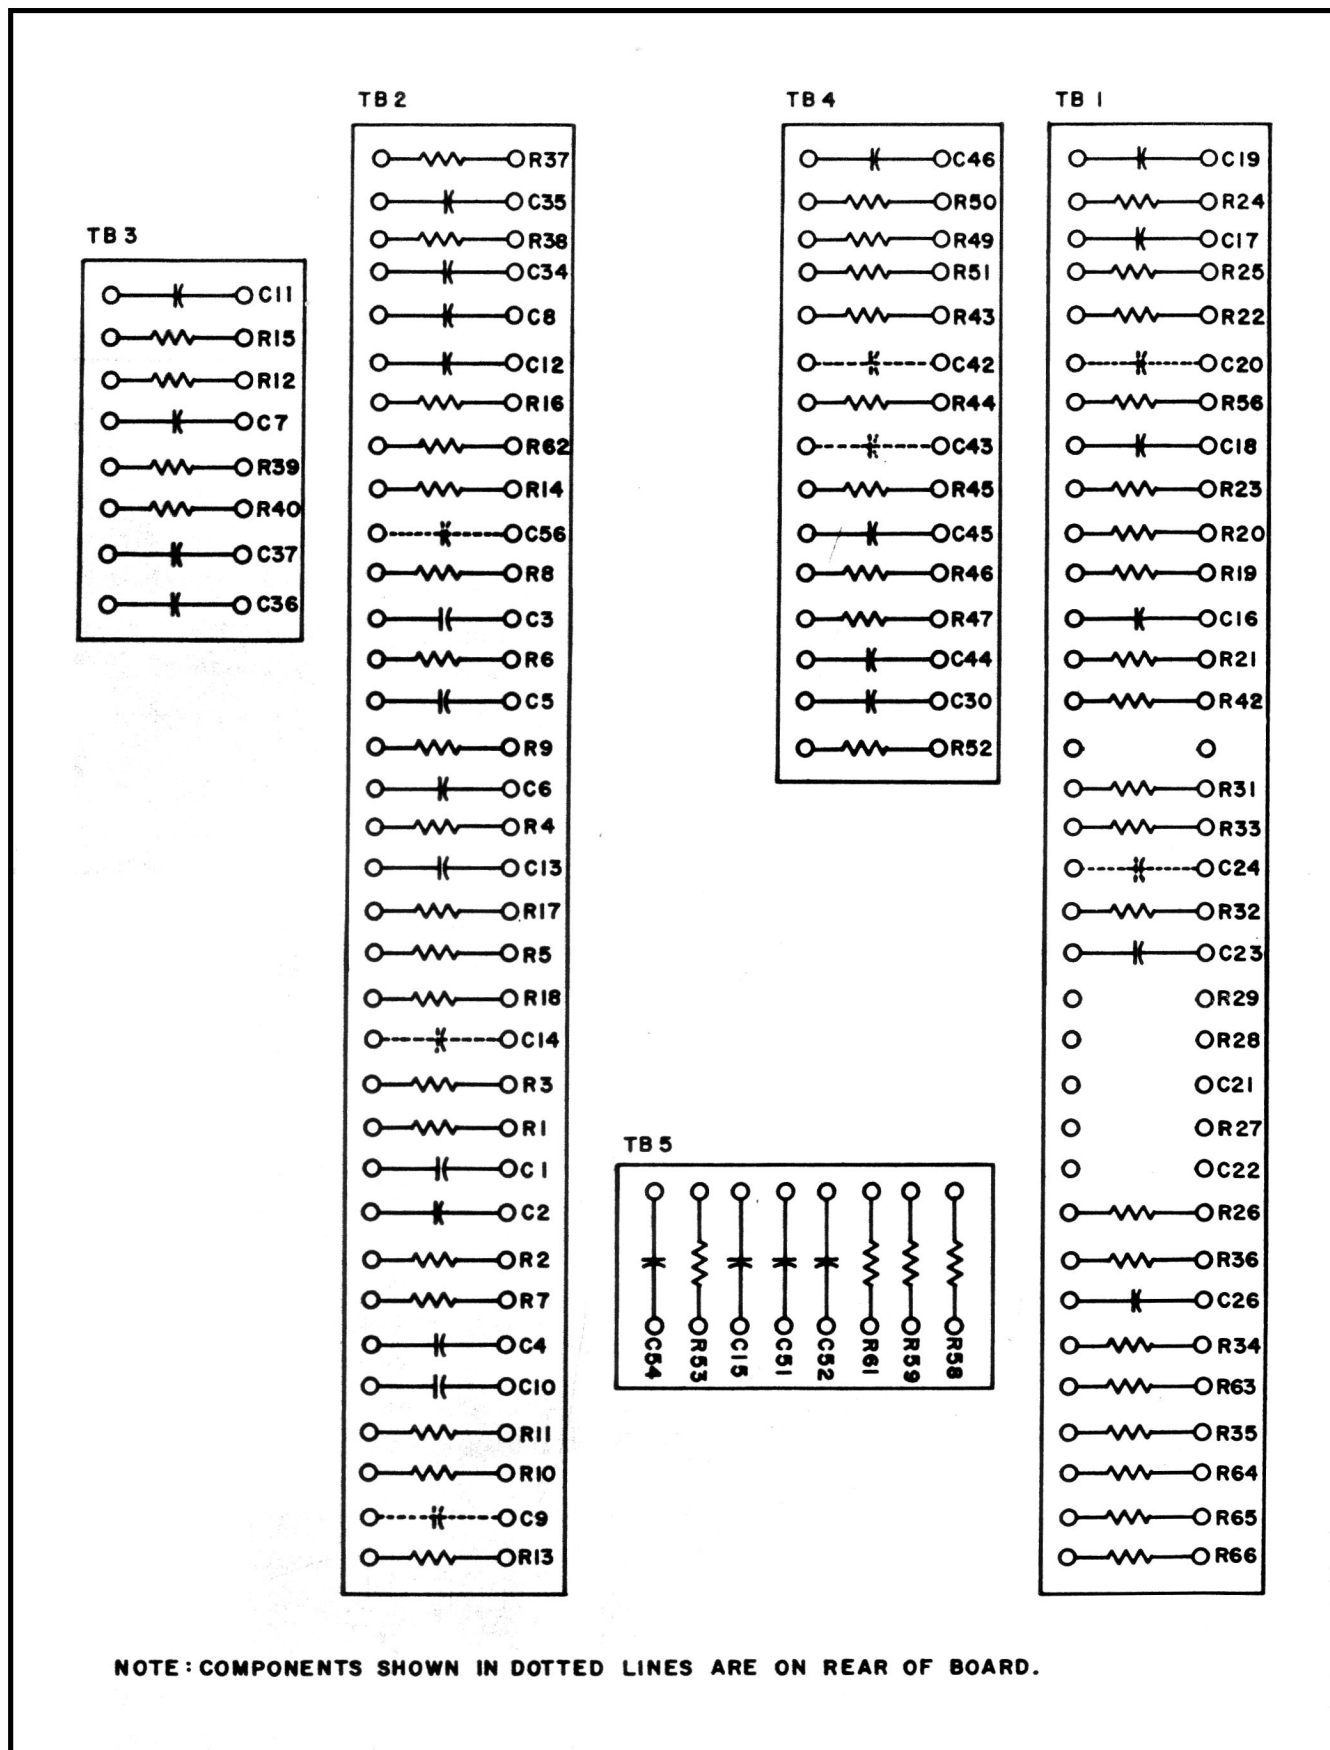 TB 3
C11
R15
R12
C7
R39
R40
C37
C36
TB 2
R37
C35
R38
C34
C8
C12
R16
R62
R14
C56
R8
C3
R6
C5
R9
C6
R4
C13
R17
R5
R18
C14
R3
R1
C1
C2
R2
R7
C4
C10
R11
R10
C9
R13
TB 4
C46
R50
R49
R51
R43
C42
R44
C43
R45
C45
R46
R47
C44
C30
R52
TB 5
C54
R53
C15
C51
C52
R61
R59
R58
TB 1
C19
R24
C17
R25
R22
C20
R56
C18
R23
R20
R19
C16
R21
R42
R31
R33
C24
R32
C23
R29
R28
C21
R27
C22
R26
R36
C26
R34
R63
R35
R64
R65
R66
NOTE: COMPONENTS SHOWN IN DOTTED LINES ARE ON REAR OF BOARD.